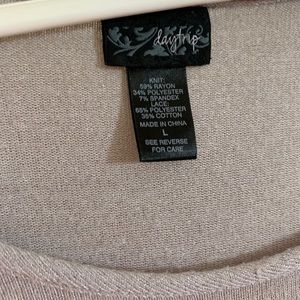 daytrip
KNIT:
59% RAYON
34% POLYESTER
7% SPANDEX
LACE:
65% POLYESTER
35% COTTON
MADE IN CHINA
L
SEE REVERSE
FOR CARE